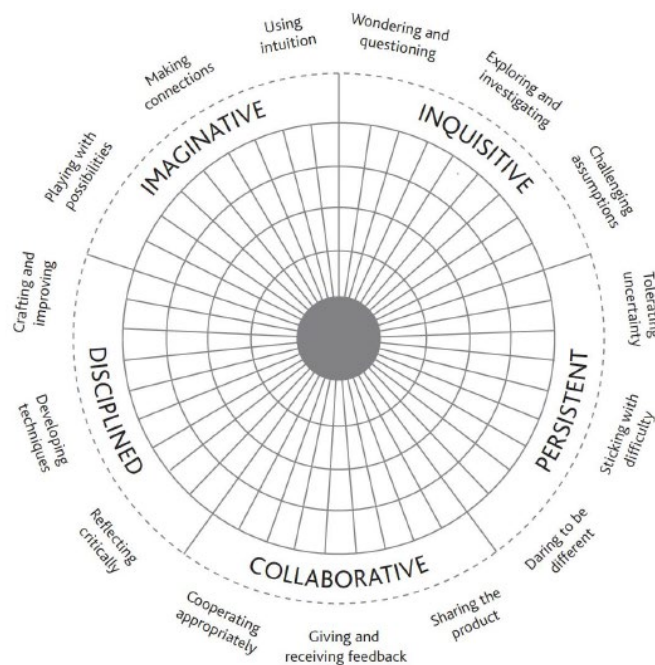 Wondering and
questioning
Exploring and
investigating
Challenging
assumptions
INQUISITIVE
Tolerating
uncertainty
Sticking with
difficulty
Daring to be
different
PERSISTENT
Sharing the
product
Giving and
receiving feedback
Cooperating
appropriately
COLLABORATIVE
Reflecting
critically
Developing
techniques
Crafting and
improving
DISCIPLINED
Playing with
possibilities
Making
connections
Using
intuition
IMAGINATIVE